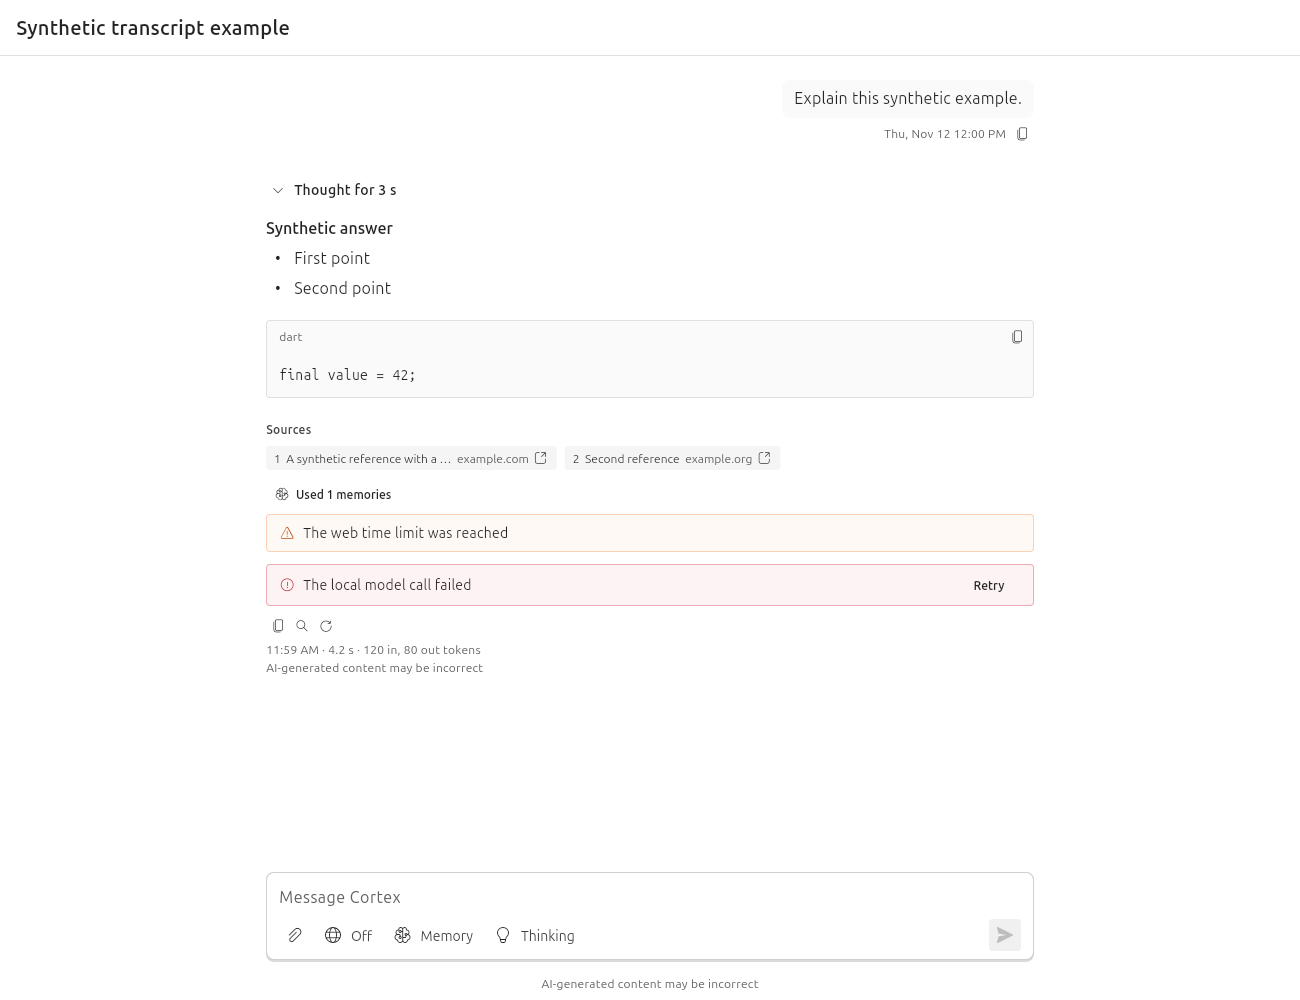 Synthetic transcript example
Explain this synthetic example.
Thu, Nov 12 12:00 PM
Thought for 3 s
Synthetic answer
• First point
• Second point
dart
final value = 42;
Sources
1 A synthetic reference with a … example.com
2 Second reference example.org
Used 1 memories
The web time limit was reached
The local model call failed
Retry
11:59 AM · 4.2 s · 120 in, 80 out tokens
AI-generated content may be incorrect
Message Cortex
Off
Memory
Thinking
AI-generated content may be incorrect